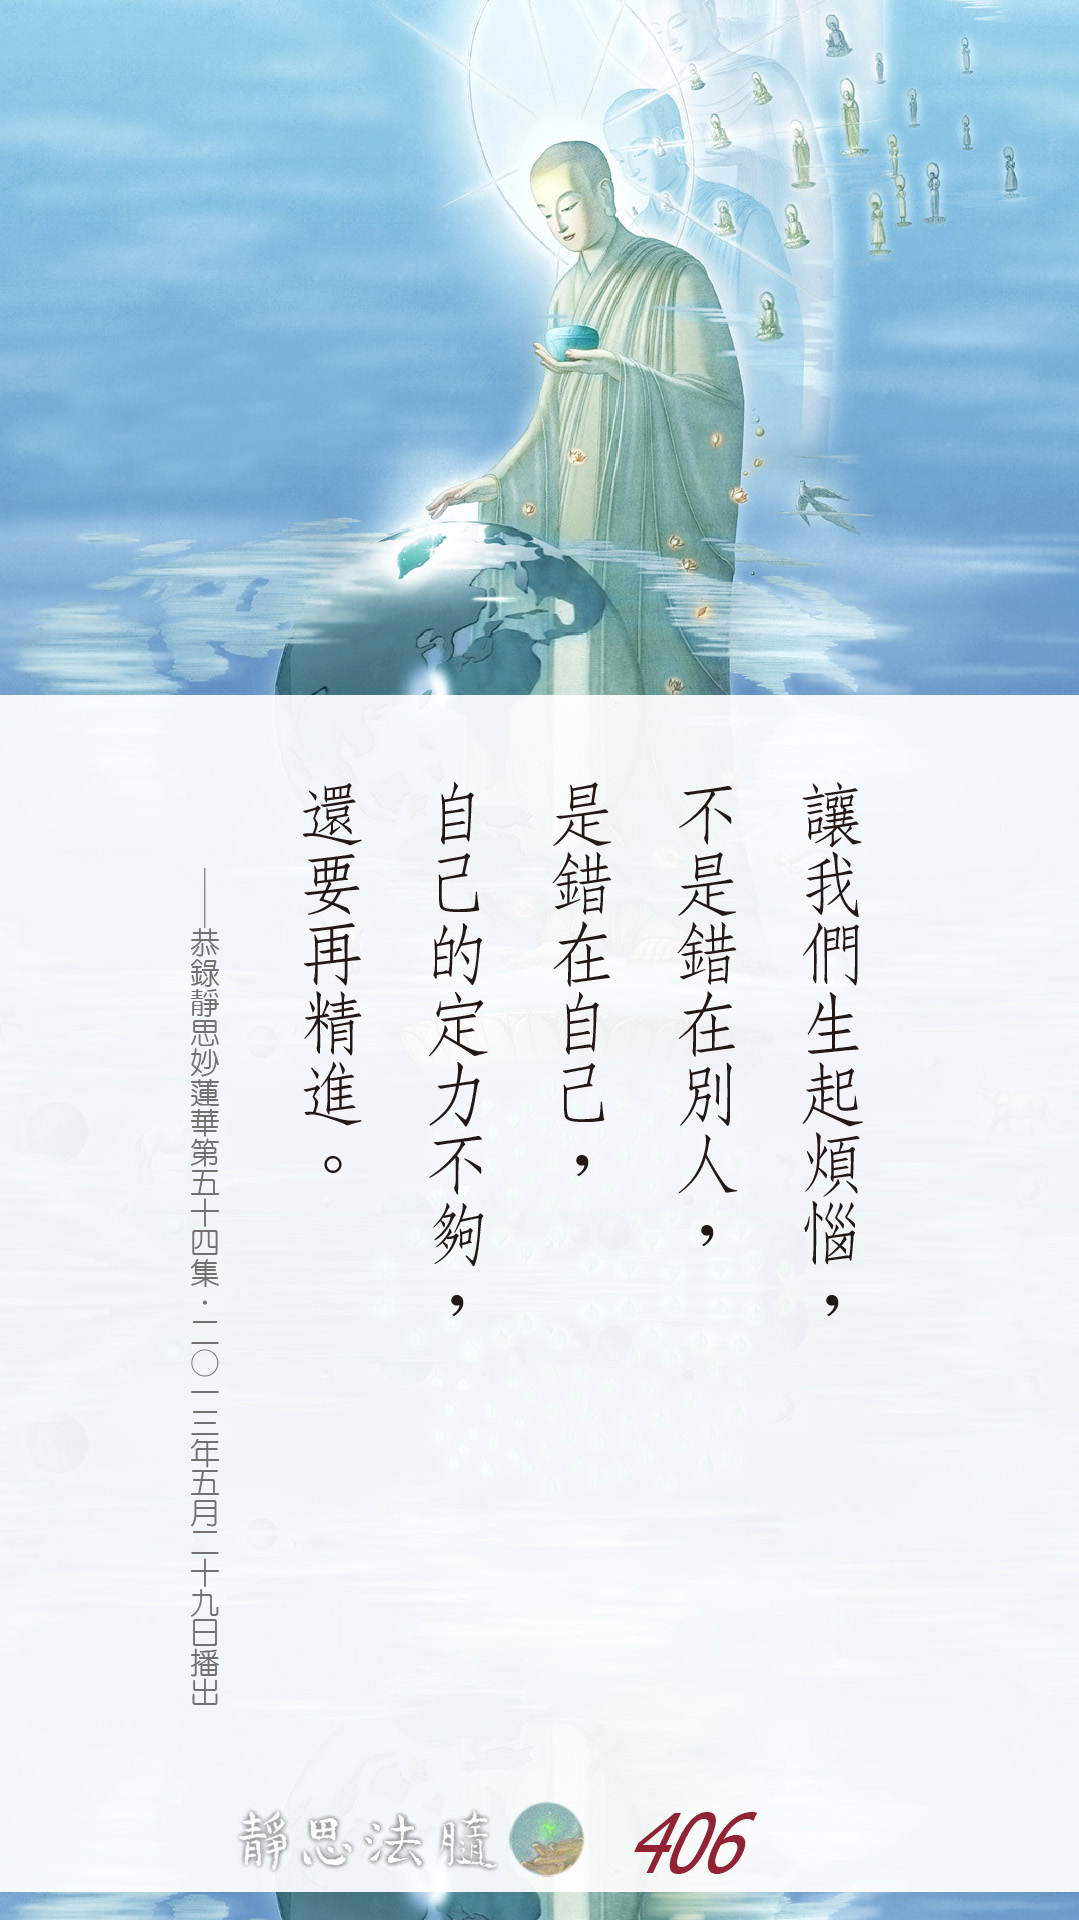 讓我們生起煩惱，
不是錯在別人，
是錯在自己，
自己的定力不夠，
還要再精進。
——恭錄靜思妙蓮華第五十四集．二〇一三年五月二十九日播出
靜思法髓 406